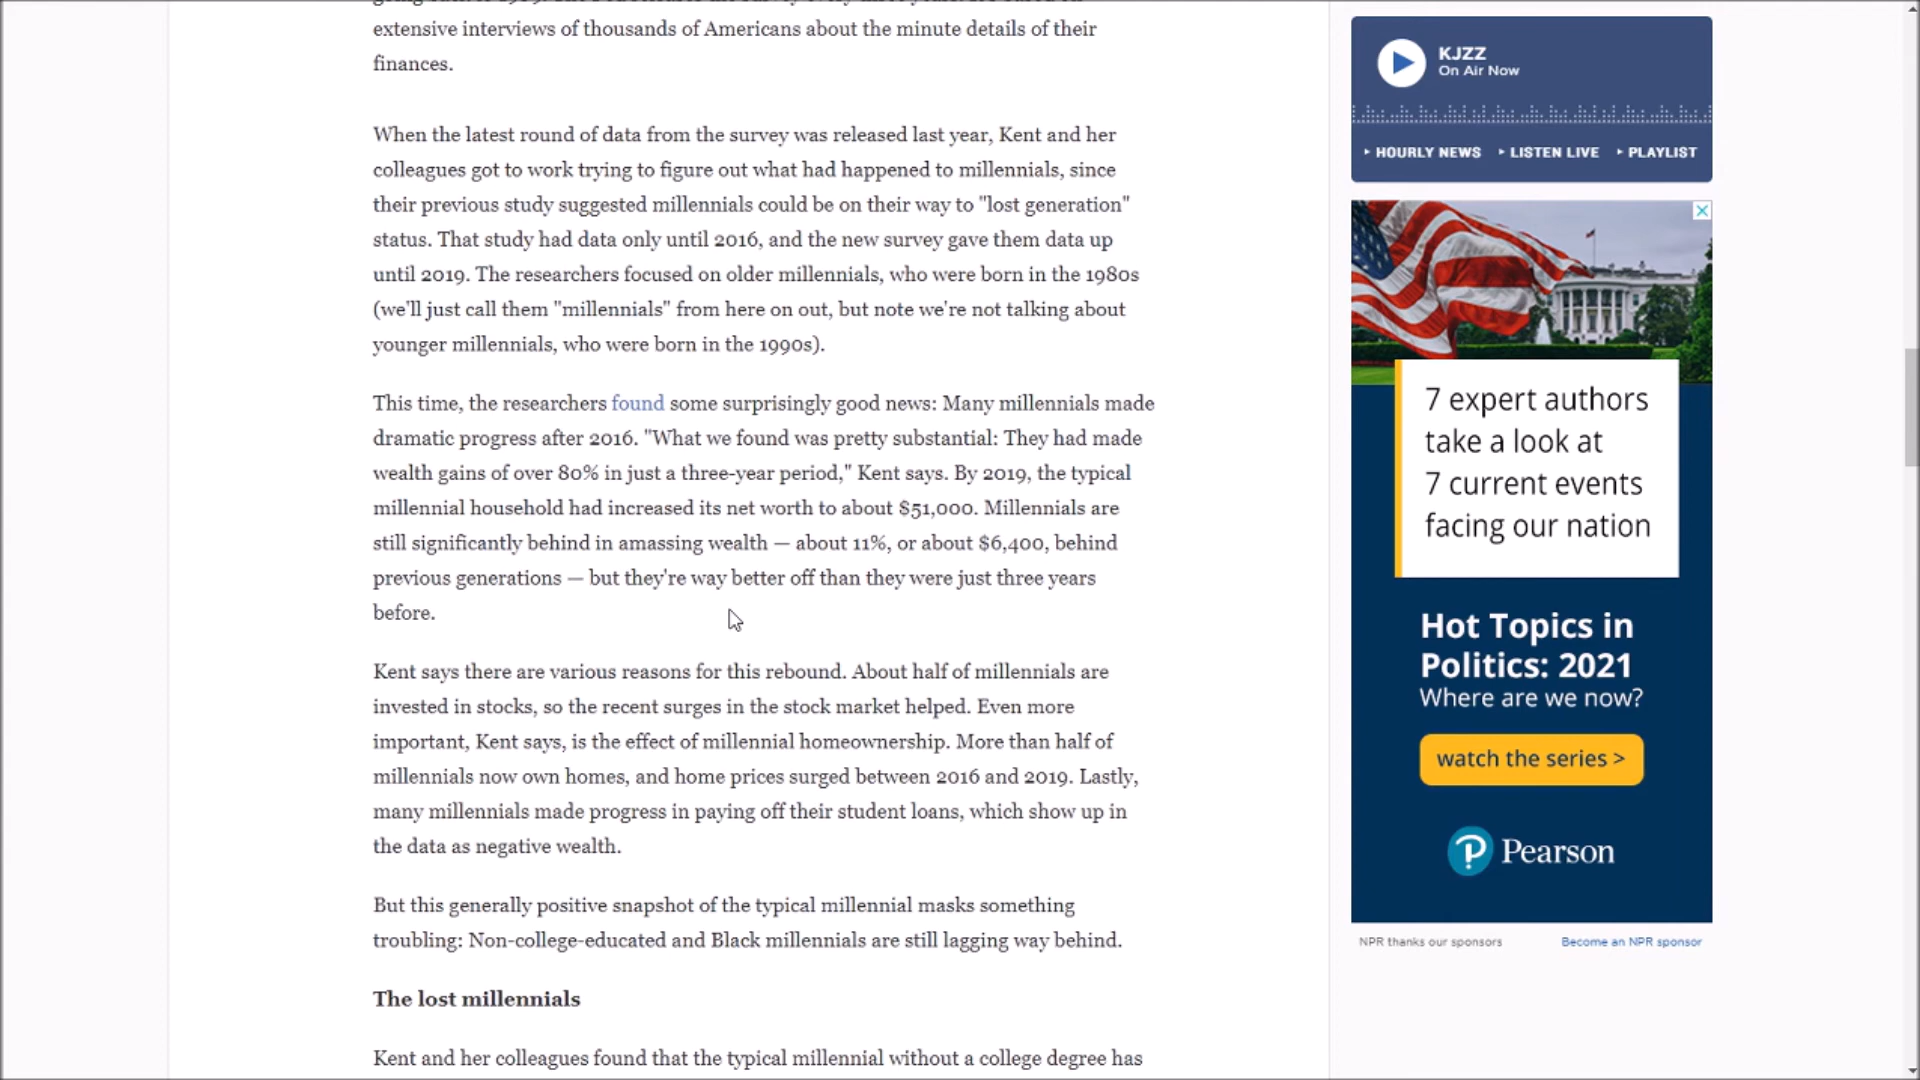 extensive interviews of thousands of Americans about the minute details of their
finances.
When the latest round of data from the survey was released last year, Kent and her
colleagues got to work trying to figure out what had happened to millennials, since
their previous study suggested millennials could be on their way to "lost generation"
status. That study had data only until 2016, and the new survey gave them data up
until 2019. The researchers focused on older millennials, who were born in the 1980s
(we'll just call them "millennials" from here on out, but note we're not talking about
younger millennials, who were born in the 1990s).
This time, the researchers found some surprisingly good news: Many millennials made
dramatic progress after 2016. "What we found was pretty substantial: They had made
wealth gains of over 80% in just a three-year period," Kent says. By 2019, the typical
millennial household had increased its net worth to about $51,000. Millennials are
still significantly behind in amassing wealth — about 11%, or about $6,400, behind
previous generations — but they're way better off than they were just three years
before.
Kent says there are various reasons for this rebound. About half of millennials are
invested in stocks, so the recent surges in the stock market helped. Even more
important, Kent says, is the effect of millennial homeownership. More than half of
millennials now own homes, and home prices surged between 2016 and 2019. Lastly,
many millennials made progress in paying off their student loans, which show up in
the data as negative wealth.
But this generally positive snapshot of the typical millennial masks something
troubling: Non-college-educated and Black millennials are still lagging way behind.
The lost millennials
Kent and her colleagues found that the typical millennial without a college degree has
KJZZ
On Air Now
HOURLY NEWS LISTEN LIVE PLAYLIST
7 expert authors
take a look at
7 current events
facing our nation
Hot Topics in
Politics: 2021
Where are we now?
watch the series >
Pearson
NPR thanks our sponsors Become an NPR sponsor